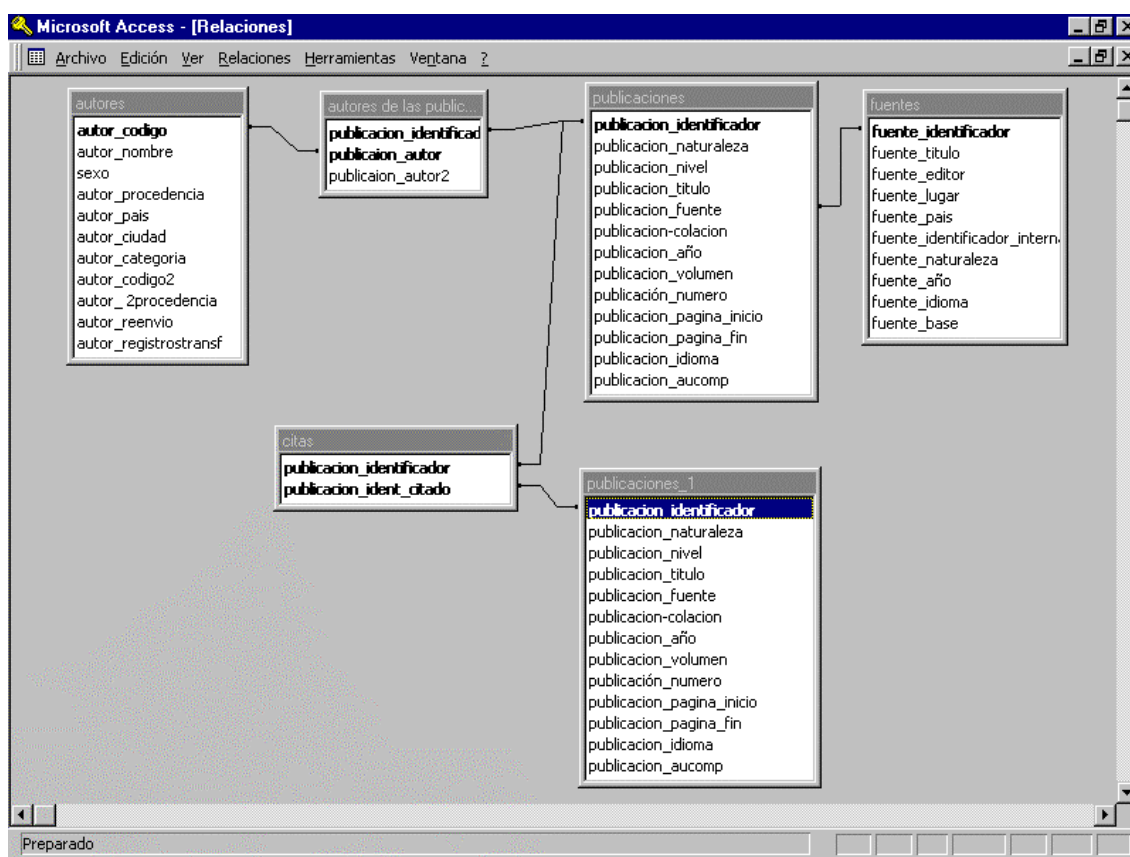 Microsoft Access - [Relaciones]
Archivo Edición Ver Relaciones Herramientas Ventana ?
autores
autor_codigo
autor_nombre
sexo
autor_procedencia
autor_pais
autor_ciudad
autor_categoria
autor_codigo2
autor_ 2procedencia
autor_reenvio
autor_registrostransf
autores de las public...
publicacion_identificad
publicaion_autor
publicaion_autor2
publicaciones
publicacion_identificador
publicacion_naturaleza
publicacion_nivel
publicacion_titulo
publicacion_fuente
publicacion-colacion
publicacion_año
publicacion_volumen
publicación_numero
publicacion_pagina_inicio
publicacion_pagina_fin
publicacion_idioma
publicacion_aucomp
fuentes
fuente_identificador
fuente_titulo
fuente_editor
fuente_lugar
fuente_pais
fuente_identificador_intern
fuente_naturaleza
fuente_año
fuente_idioma
fuente_base
citas
publicacion_identificador
publicacion_ident_citado
publicaciones_1
publicacion_identificador
publicacion_naturaleza
publicacion_nivel
publicacion_titulo
publicacion_fuente
publicacion-colacion
publicacion_año
publicacion_volumen
publicación_numero
publicacion_pagina_inicio
publicacion_pagina_fin
publicacion_idioma
publicacion_aucomp
Preparado